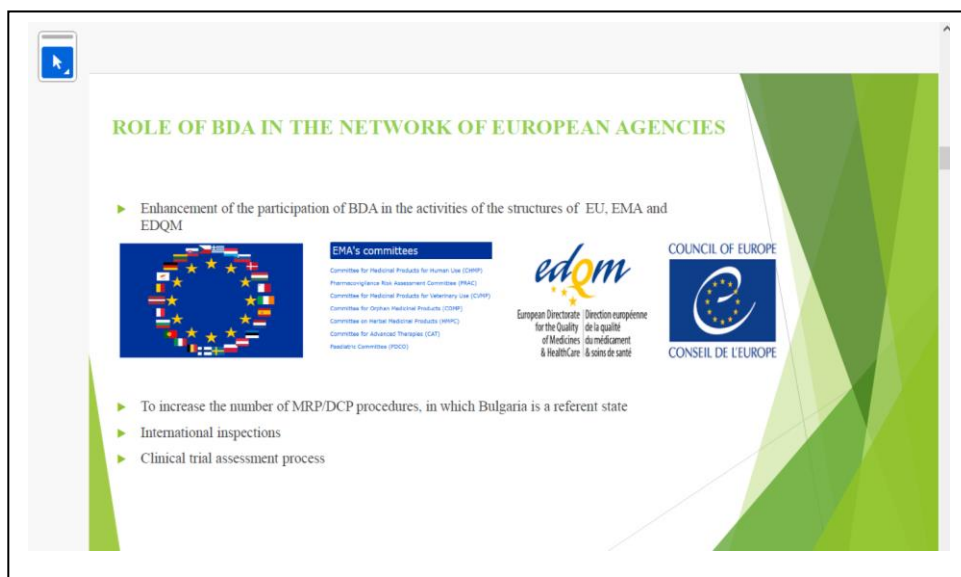 ROLE OF BDA IN THE NETWORK OF EUROPEAN AGENCIES
Enhancement of the participation of BDA in the activities of the structures of EU, EMA and
EDQM
EMA's committees
Committee for Medicinal Products for Human Use (CHMP)
Pharmacovigilance Risk Assessment Committee (PRAC)
Committee for Medicinal Products for Veterinary Use (CVMP)
Committee for Orphan Medicinal Products (COMP)
Committee on Herbal Medicinal Products (HMPC)
Committee for Advanced Therapies (CAT)
Paediatric Committee (PDCO)
edQm
European Directorate
for the Quality
of Medicines
& HealthCare
Direction européenne
de la qualité
du médicament
& soins de santé
COUNCIL OF EUROPE
CONSEIL DE L'EUROPE
To increase the number of MRP/DCP procedures, in which Bulgaria is a referent state
International inspections
Clinical trial assessment process